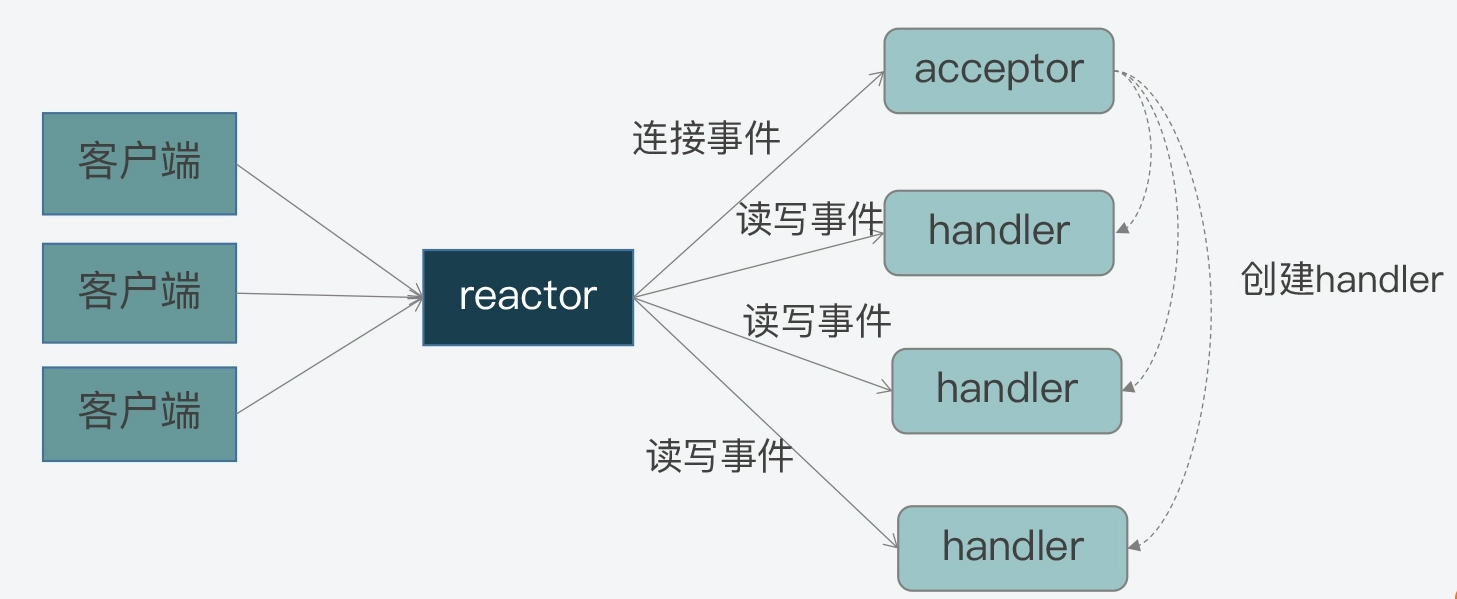 acceptor
连接事件
客户端
读写事件
handler
客户端
reactor
创建handler
读写事件
handler
客户端
读写事件
handler